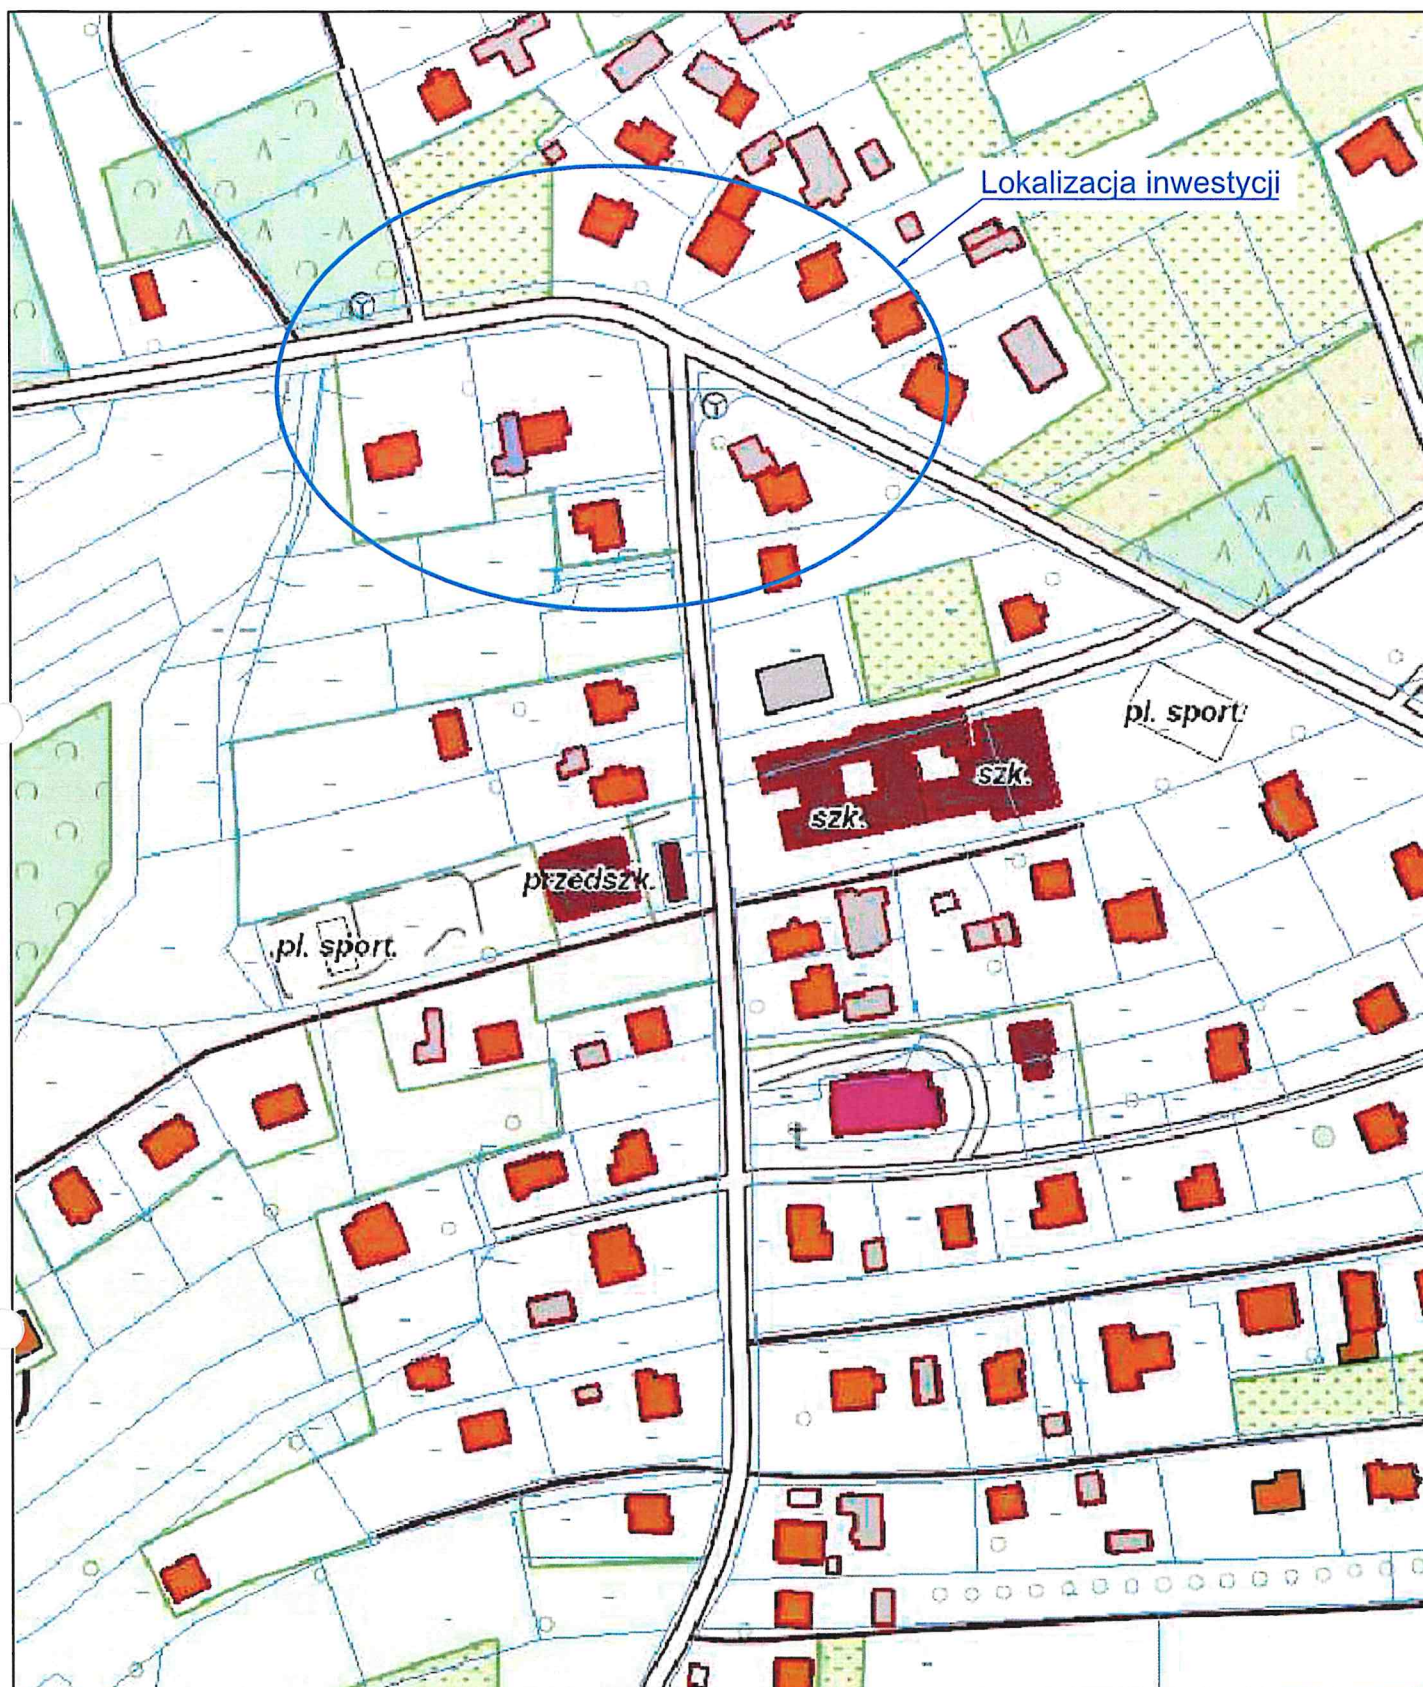 Lokalizacja inwestycji
pl. sport.
szk.
szk.
przedszk.
pl. sport.